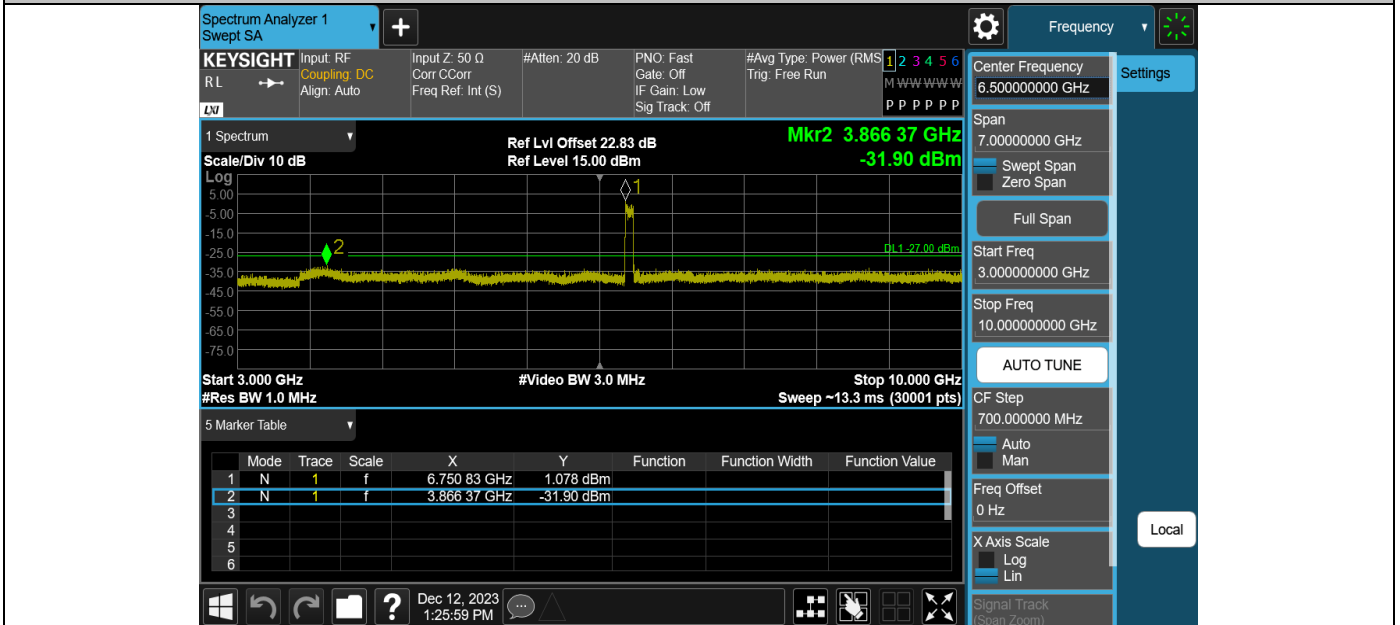 Spectrum Analyzer 1
Swept SA
+
Frequency
KEYSIGHT
RL
LXI
Input: RF
Coupling: DC
Align: Auto
Input Z: 50 Ω
Corr CCorr
Freq Ref: Int (S)
#Atten: 20 dB
PNO: Fast
Gate: Off
IF Gain: Low
Sig Track: Off
#Avg Type: Power (RMS
Trig: Free Run
1 2 3 4 5 6
M W W W W W
P P P P P P
1 Spectrum
Scale/Div 10 dB
Ref Lvl Offset 22.83 dB
Ref Level 15.00 dBm
Mkr2 3.866 37 GHz
-31.90 dBm
Log
5.00
-5.00
-15.0
-25.0
-35.0
-45.0
-55.0
-65.0
-75.0
1
2
DL1 -27.00 dBm
Start 3.000 GHz
#Video BW 3.0 MHz
Stop 10.000 GHz
#Res BW 1.0 MHz
Sweep ~13.3 ms (30001 pts)
5 Marker Table
Mode Trace Scale X Y Function Function Width Function Value
1 N 1 f 6.750 83 GHz 1.078 dBm
2 N 1 f 3.866 37 GHz -31.90 dBm
3
4
5
6
?
Dec 12, 2023
1:25:59 PM
Center Frequency
6.500000000 GHz
Settings
Span
7.00000000 GHz
Swept Span
Zero Span
Full Span
Start Freq
3.000000000 GHz
Stop Freq
10.000000000 GHz
AUTO TUNE
CF Step
700.000000 MHz
Auto
Man
Freq Offset
0 Hz
Local
X Axis Scale
Log
Lin
Signal Track
(Span Zoom)